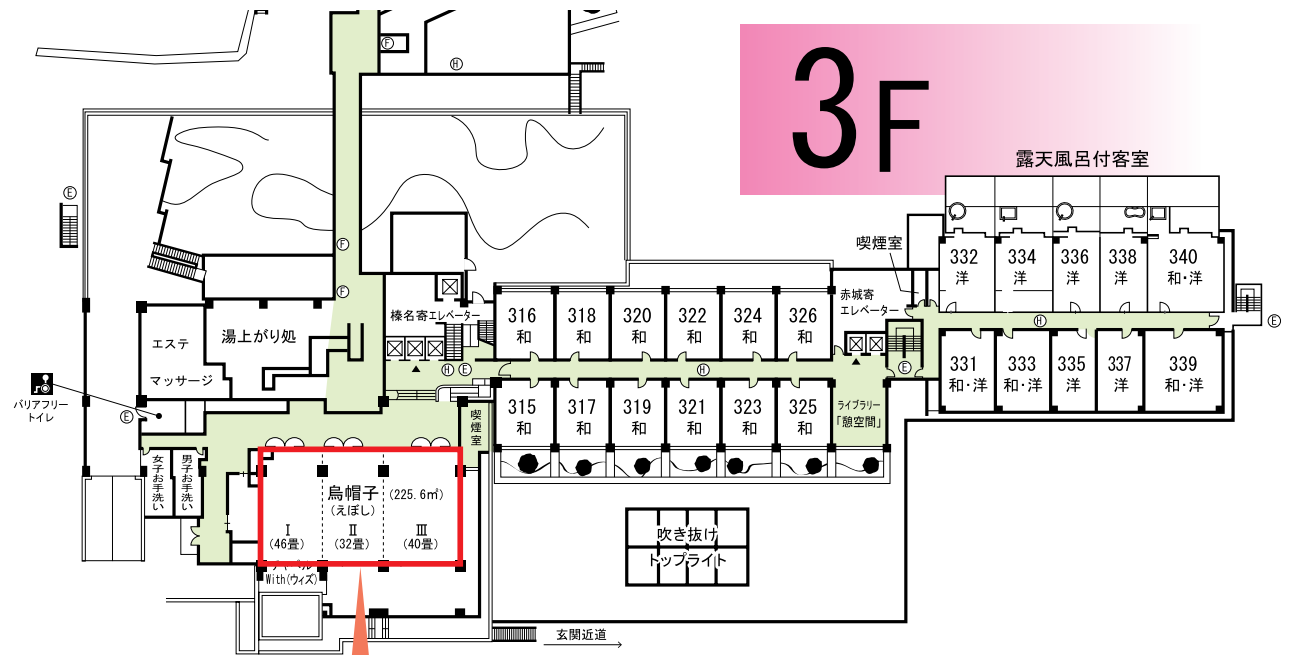 3F
露天風呂付客室
Ⓕ
Ⓗ
Ⓔ
Ⓕ
Ⓕ
喫煙室
332
洋
334
洋
336
洋
338
洋
340
和・洋
榛名寄エレベーター
赤城寄
エレベーター
316
和
318
和
320
和
322
和
324
和
326
和
Ⓗ
Ⓔ
湯上がり処
エステ
マッサージ
Ⓗ
Ⓔ
Ⓗ
Ⓔ
331
和・洋
333
和・洋
335
洋
337
洋
339
和・洋
バリアフリー
トイレ
Ⓔ
喫煙室
315
和
317
和
319
和
321
和
323
和
325
和
ライブラリー
「憩空間」
女子お手洗い
男子お手洗い
烏帽子
(えぼし)
(225.6㎡)
Ⅰ
(46畳)
Ⅱ
(32畳)
Ⅲ
(40畳)
With(ウィズ)
吹き抜け
トップライト
玄関近道